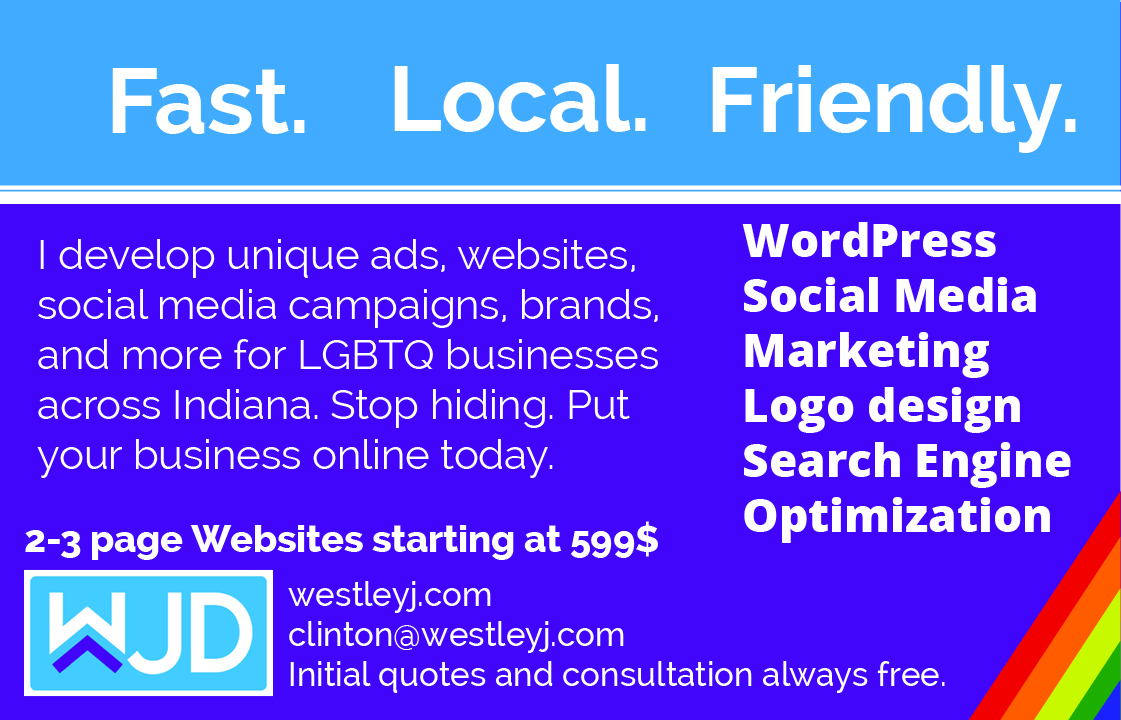 Fast. Local. Friendly.
I develop unique ads, websites,
social media campaigns, brands,
and more for LGBTQ businesses
across Indiana. Stop hiding. Put
your business online today.
WordPress
Social Media
Marketing
Logo design
Search Engine
Optimization
2-3 page Websites starting at 599$
WJD
westleyj.com
clinton@westleyj.com
Initial quotes and consultation always free.